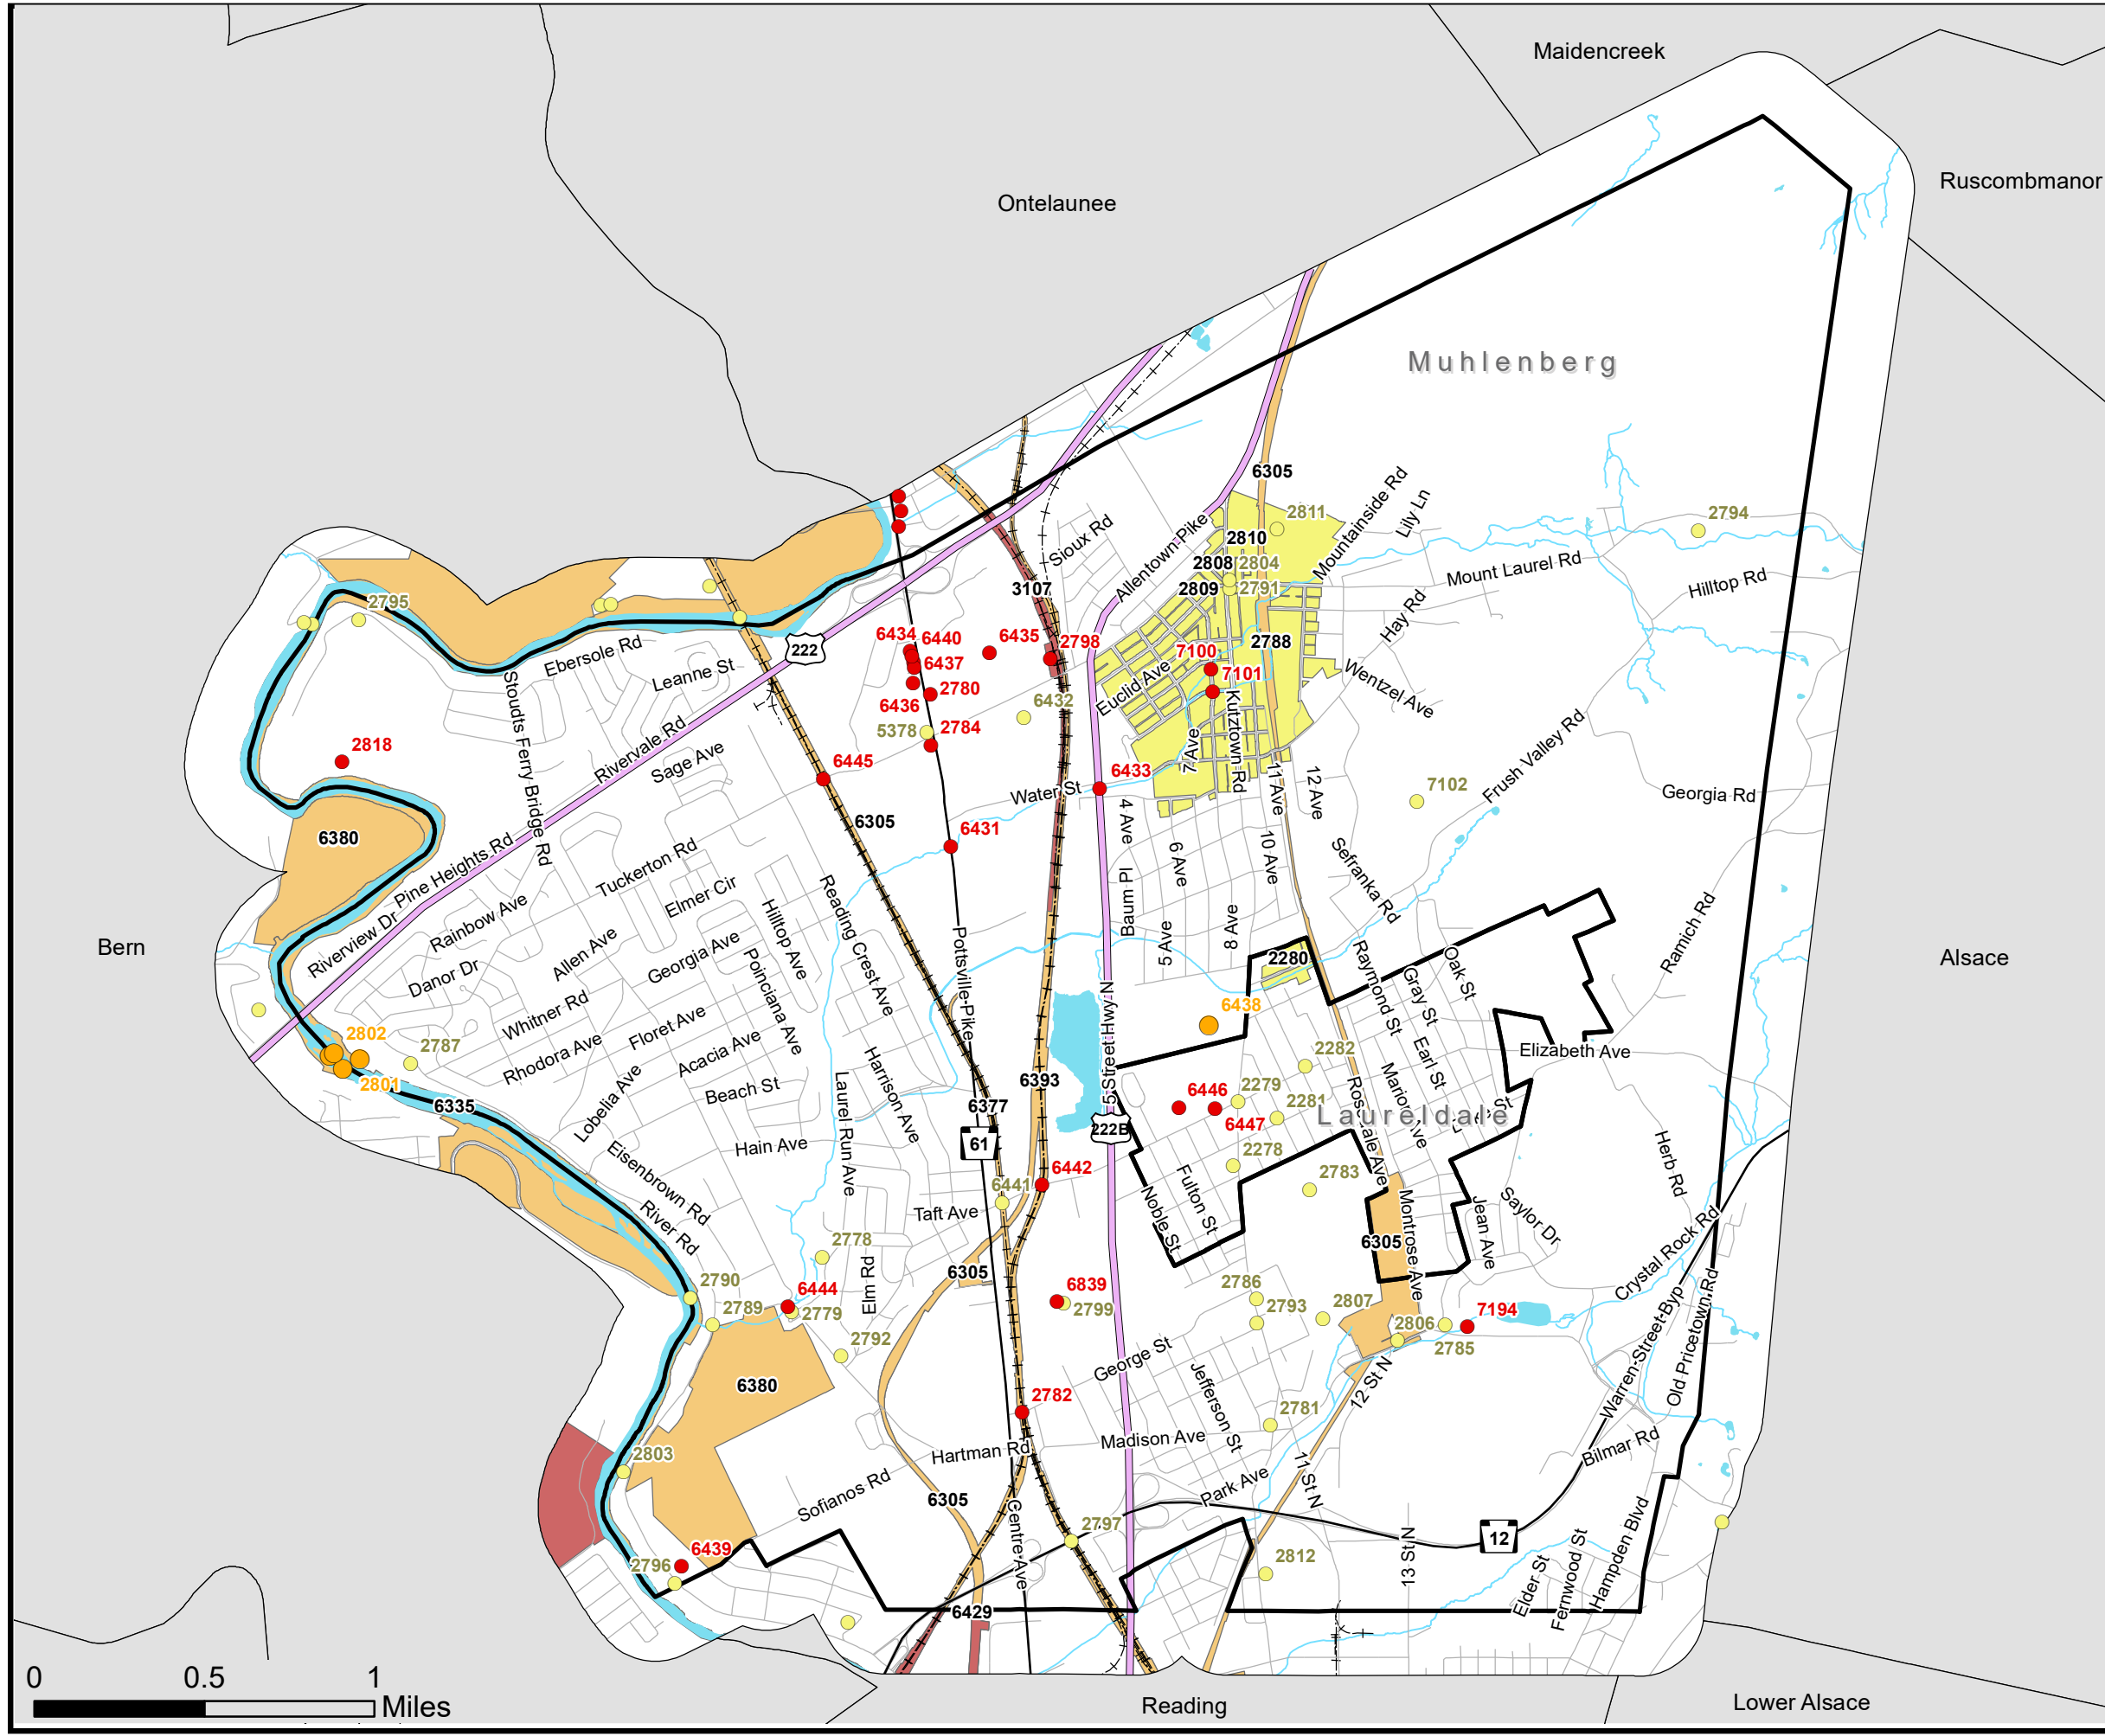 Maidencreek
Ruscombmanor
Ontelaunee
Muhlenberg
6305
Mountainside Rd
Lily Ln
2811
2794
2810
Sioux Rd
Allentown Pike
2808
2804
Mount Laurel Rd
3107
2809
2791
Hilltop Rd
2795
Hay Rd
6434
6440
6435
2798
2788
222
Ebersole Rd
7100
6437
7101
Leanne St
2780
Euclid Ave
Wentzel Ave
6436
6432
Stoudts Ferry Bridge Rd
5378
2784
Kutztown Rd
2818
Rivervale Rd
7 Ave
Frush Valley Rd
Sage Ave
6445
6433
11 Ave
12 Ave
7102
Water St
Georgia Rd
6305
6431
4 Ave
6380
Pine Heights Rd
Tuckerton Rd
6 Ave
10 Ave
Sefranka Rd
Elmer Cir
Baum Pl
Rainbow Ave
Hilltop Ave
Reading Crest Ave
8 Ave
Ramich Rd
Riverview Dr
Allen Ave
Georgia Ave
Pottsville-Pike
5 Ave
Bern
Alsace
2280
Raymond St
Oak St
Danor Dr
Poinciana Ave
Gray St
6438
Whitner Rd
Floret Ave
5 Street Hwy N
2802
2787
Rhodora Ave
Acacia Ave
2282
Earl St
Elizabeth Ave
2801
Beach St
6393
Marion Ave
6335
Lobella Ave
Harrison Ave
6377
6446
2279
2281
Rosedale Ave
Laureldale
Laurel Run Ave
61
222B
6447
Hain Ave
2278
Herb Rd
Eisenbrown Rd
6442
2783
6441
Fulton St
River Rd
Taft Ave
Noble St
Montrose Ave
Jean Ave
Saylor Dr
2778
6305
6305
Crystal Rock Rd
2790
Elm Rd
6444
6839
2786
2789
2779
2799
2793
2807
7194
2806
2792
2785
Warren-Street-Byp
Old Pricetown Rd
George St
6380
12 St N
2782
Jefferson St
2781
Madison Ave
Hartman Rd
Bilmar Rd
2803
Sofianos Rd
Park Ave
11 St N
6305
Centre-Ave
2797
12
6439
2796
2812
13 St N
Elder St
Fernwood St
Hampden Blvd
6429
0
0.5
1
Miles
Reading
Lower Alsace